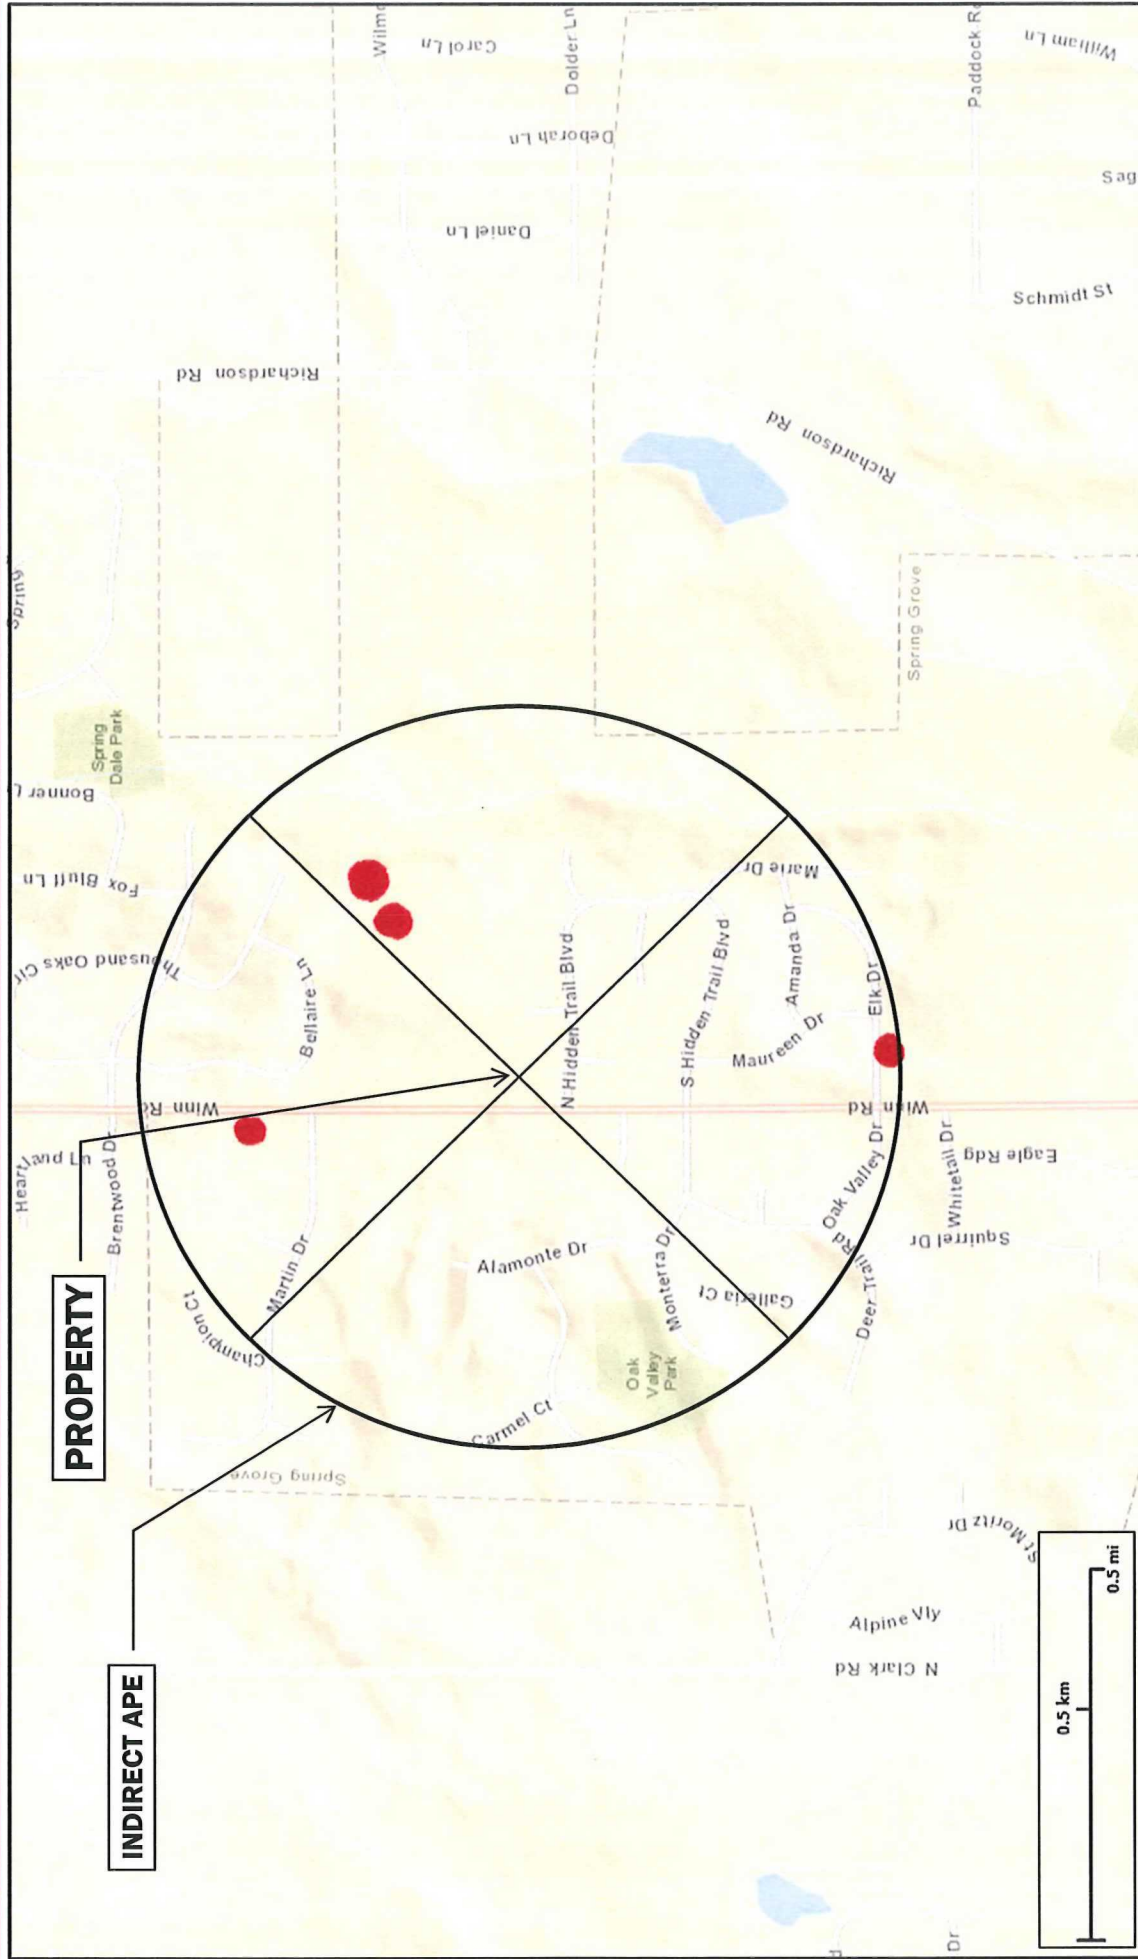 Wilmo
Carol Ln
Dolder Ln
Paddock R
William Ln
Deborah Ln
Daniel Ln
Sag
Schmidt St
Richardson Rd
Richardson Rd
Spring
Spring Grove
Spring
Dale Park
Bonner L
Fox Bluff Ln
Thousand Oaks Cir
Bellaire Ln
Marie Dr
N Hidden Trail Blvd
S Hidden Trail Blvd
Amanda Dr
Elk Dr
Maureen Dr
Winn Rd
Winn Rd
Heartland Ln
Brentwood Dr
Oak Valley Dr
Whitetail Dr
Eagle Rdg
Squirrel Dr
Deer Trail Rd
PROPERTY
Martin Dr
Champion Ct
Alamonte Dr
Monterra Dr
Galleria Ct
Oak
Valley
Park
Carmel Ct
Spring Grove
INDIRECT APE
St Moritz Dr
Alpine Vly
N Clark Rd
0.5 km
0.5 mi
Dr